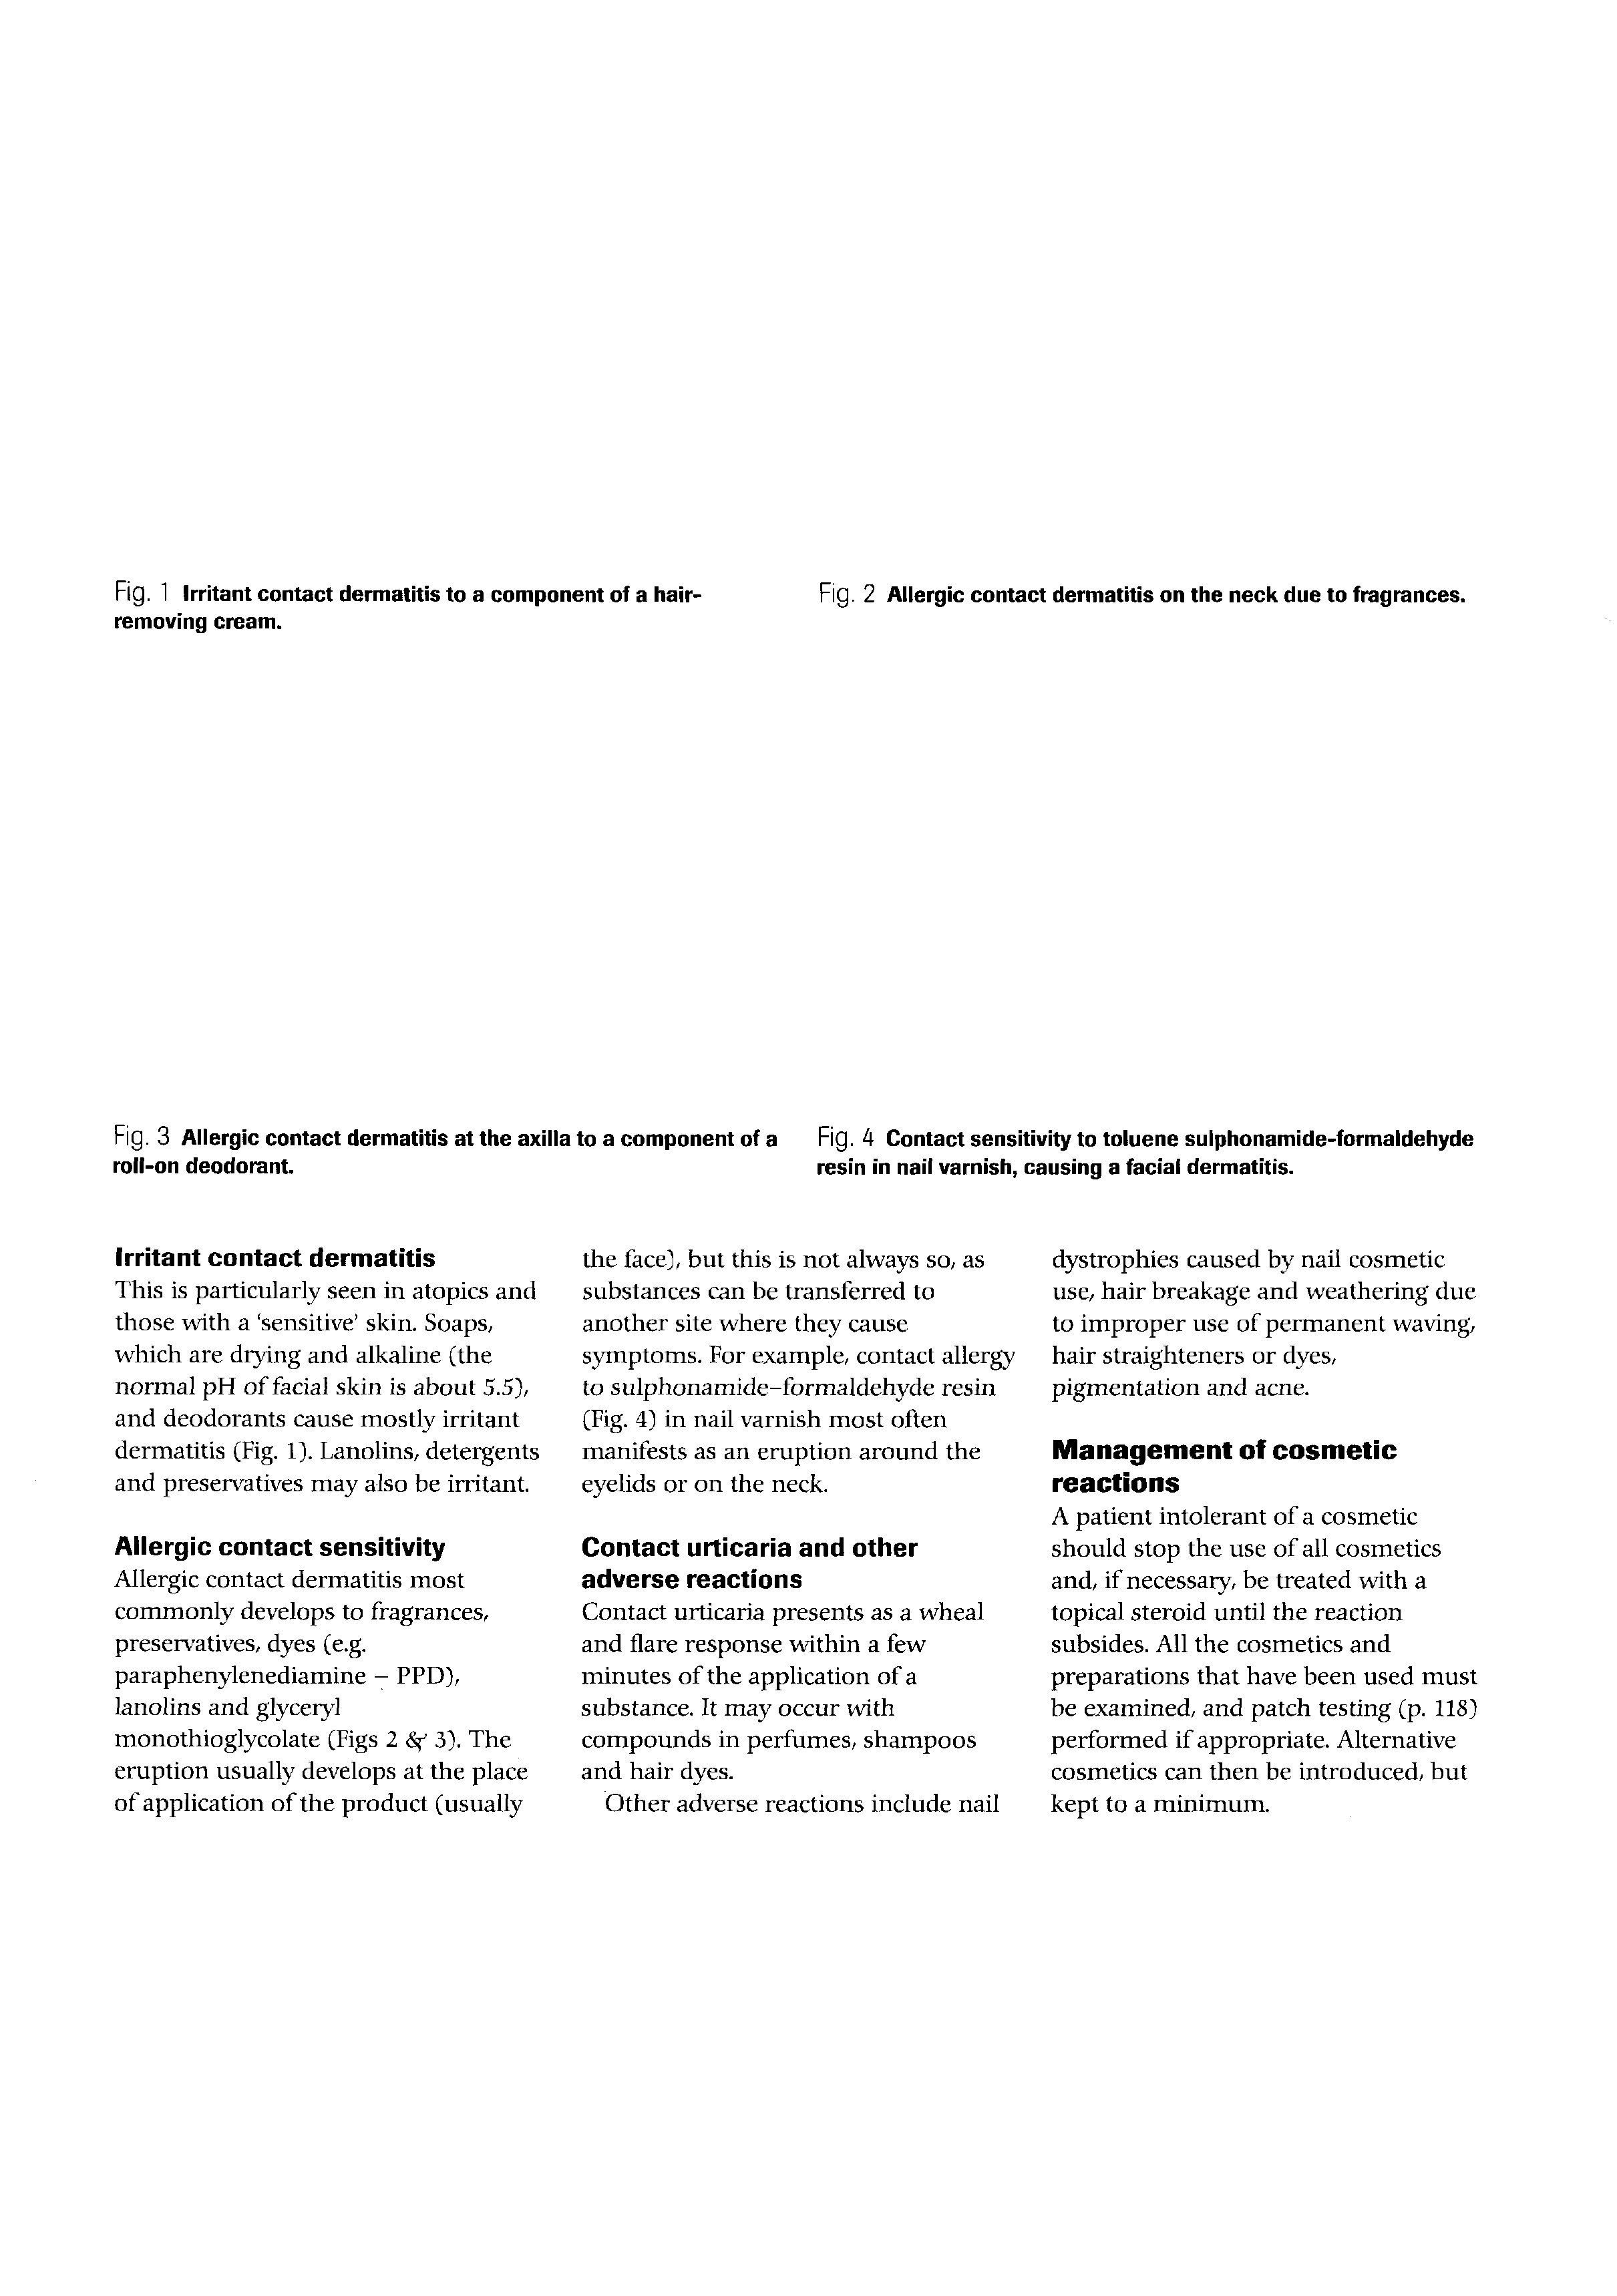 Fig. 1 Irritant contact dermatitis to a component of a hair-
removing cream.
Fig. 2 Allergic contact dermatitis on the neck due to fragrances.
Fig. 3 Allergic contact dermatitis at the axilla to a component of a
roll-on deodorant.
Fig. 4 Contact sensitivity to toluene sulphonamide-formaldehyde
resin in nail varnish, causing a facial dermatitis.
Irritant contact dermatitis
This is particularly seen in atopics and
those with a ‘sensitive’ skin. Soaps,
which are drying and alkaline (the
normal pH of facial skin is about 5.5),
and deodorants cause mostly irritant
dermatitis (Fig. 1). Lanolins, detergents
and preservatives may also be irritant.
Allergic contact sensitivity
Allergic contact dermatitis most
commonly develops to fragrances,
preservatives, dyes (e.g.
paraphenylenediamine – PPD),
lanolins and glyceryl
monothioglycolate (Figs 2 & 3). The
eruption usually develops at the place
of application of the product (usually
the face), but this is not always so, as
substances can be transferred to
another site where they cause
symptoms. For example, contact allergy
to sulphonamide–formaldehyde resin
(Fig. 4) in nail varnish most often
manifests as an eruption around the
eyelids or on the neck.
Contact urticaria and other
adverse reactions
Contact urticaria presents as a wheal
and flare response within a few
minutes of the application of a
substance. It may occur with
compounds in perfumes, shampoos
and hair dyes.
Other adverse reactions include nail
dystrophies caused by nail cosmetic
use, hair breakage and weathering due
to improper use of permanent waving,
hair straighteners or dyes,
pigmentation and acne.
Management of cosmetic
reactions
A patient intolerant of a cosmetic
should stop the use of all cosmetics
and, if necessary, be treated with a
topical steroid until the reaction
subsides. All the cosmetics and
preparations that have been used must
be examined, and patch testing (p. 118)
performed if appropriate. Alternative
cosmetics can then be introduced, but
kept to a minimum.